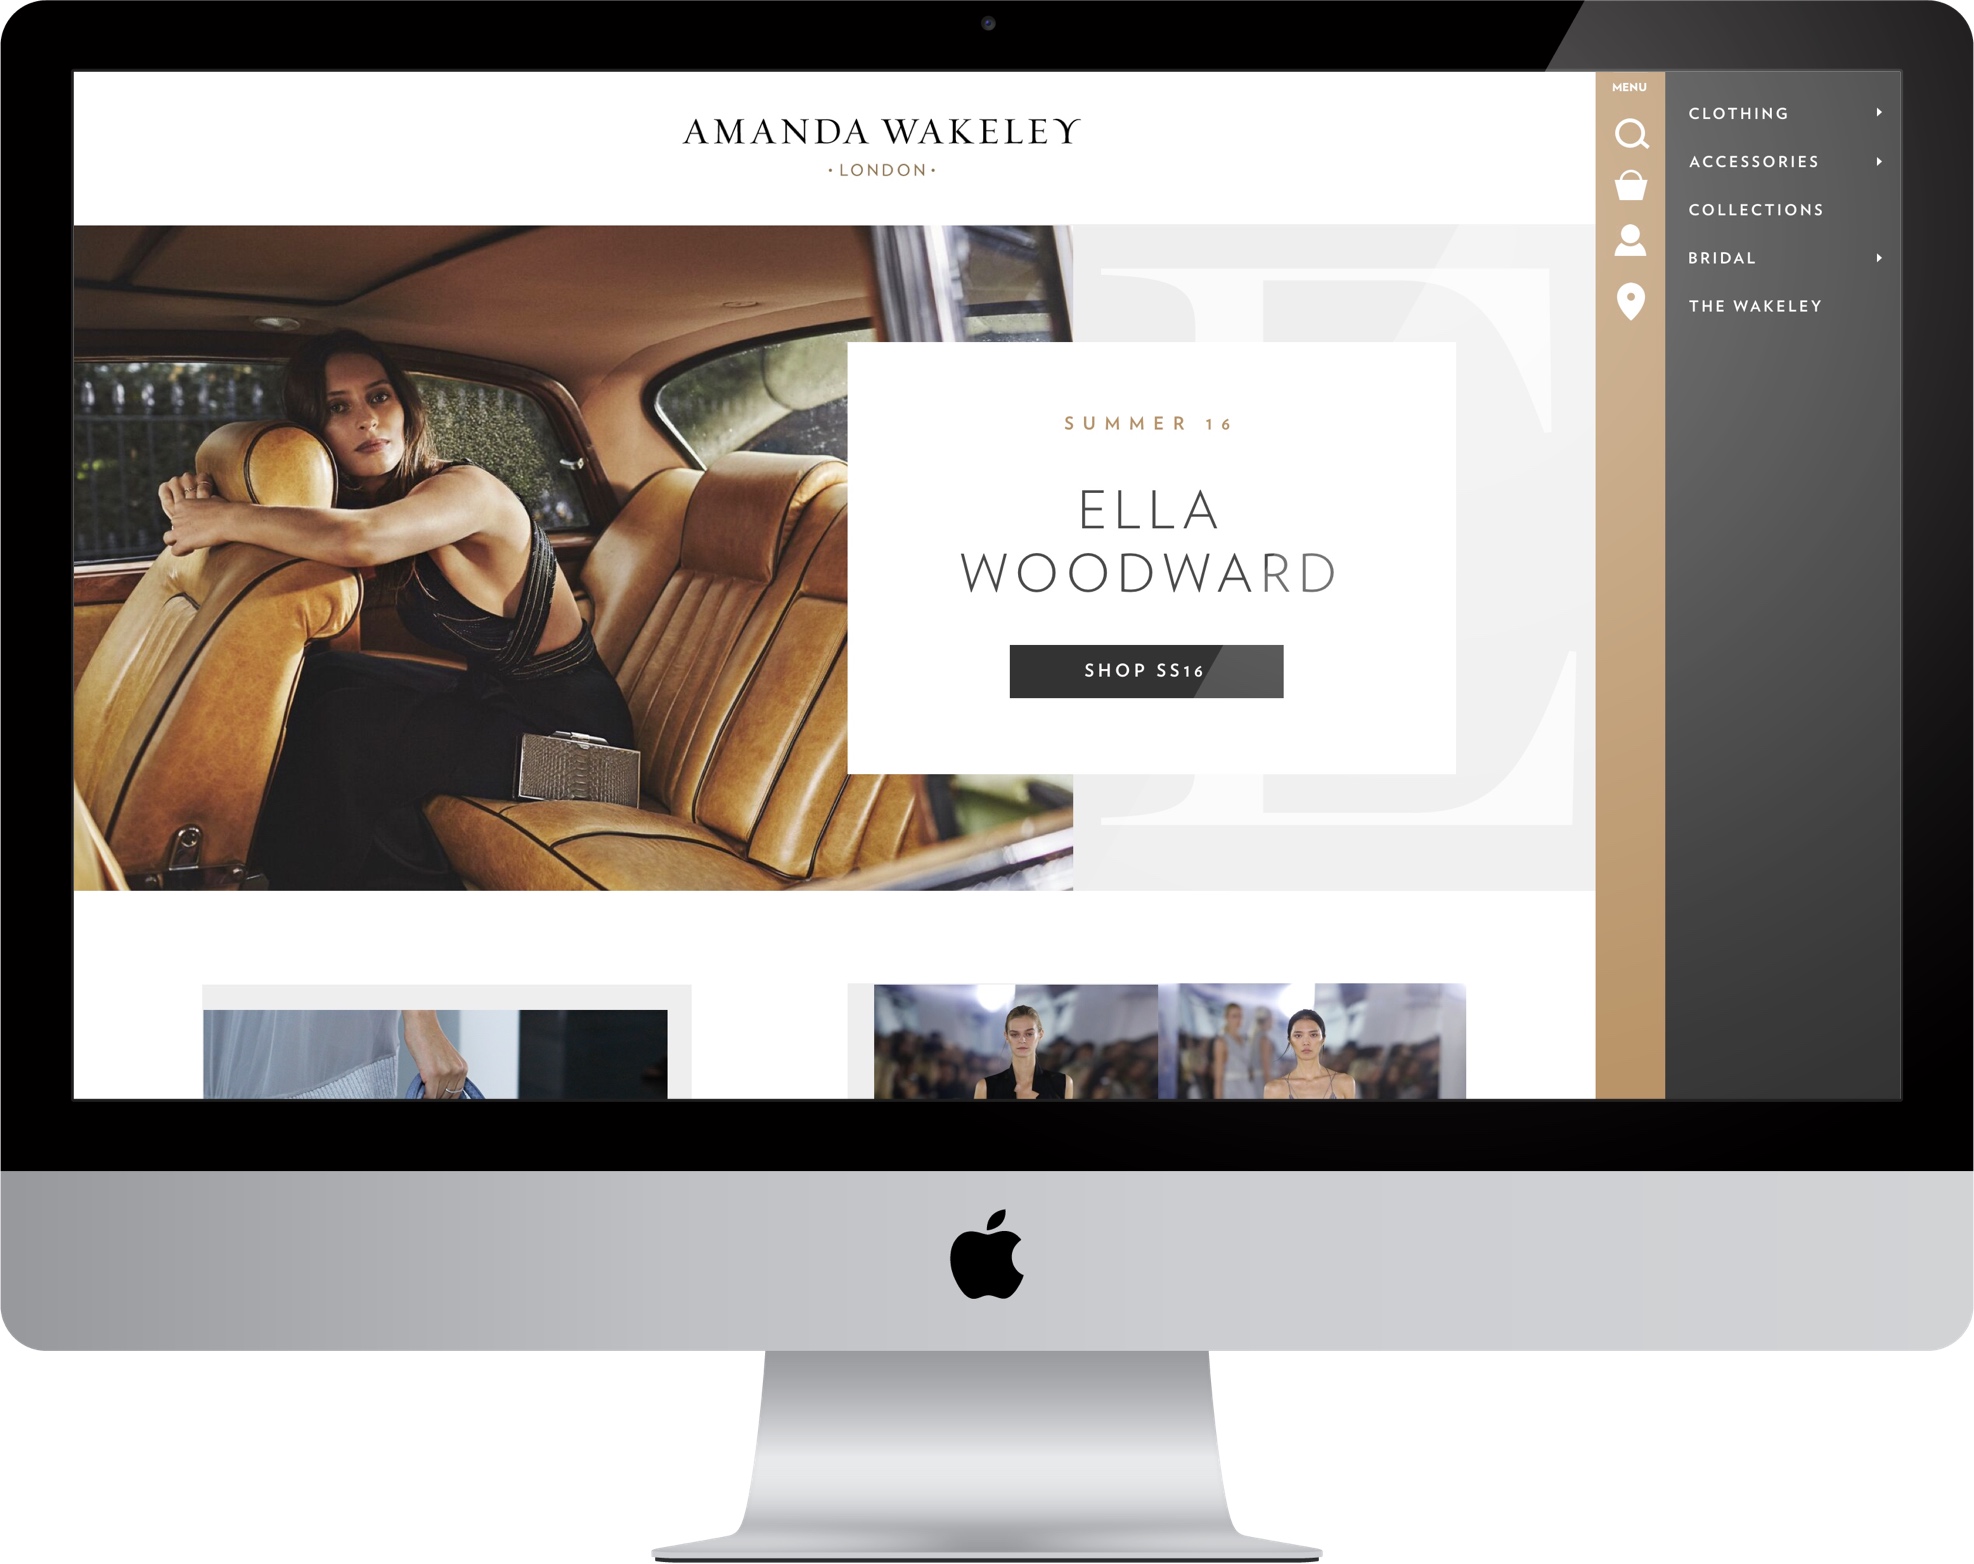 AMANDA WAKELEY
• LONDON •
SUMMER 16
ELLA
WOODWARD
SHOP SS16
MENU
CLOTHING
ACCESSORIES
COLLECTIONS
BRIDAL
THE WAKELEY
E